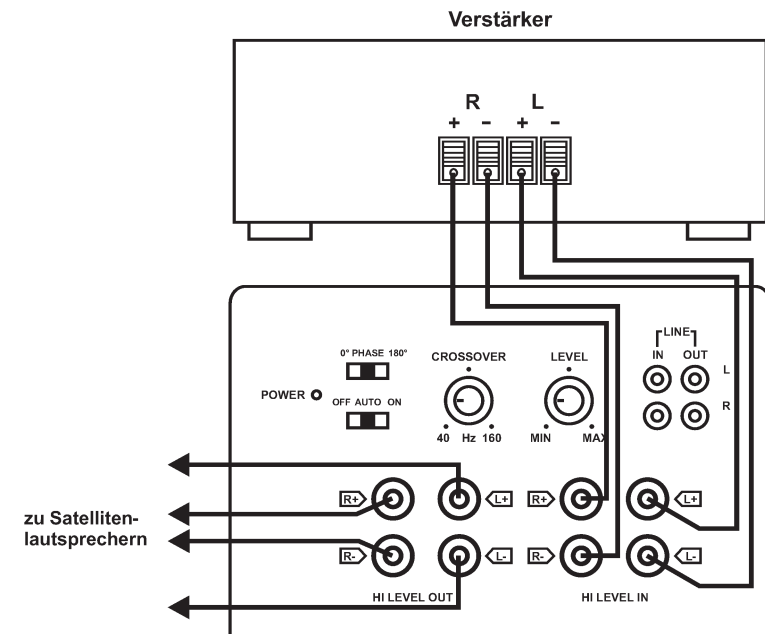 Verstärker
R L
+ − + −
LINE
IN OUT
0° PHASE 180°
CROSSOVER
LEVEL
L
POWER
OFF AUTO ON
R
40 Hz 160
MIN MAX
R+ L+ R+ L+
zu Satelliten-
lautsprechern
R- L- R- L-
HI LEVEL OUT
HI LEVEL IN